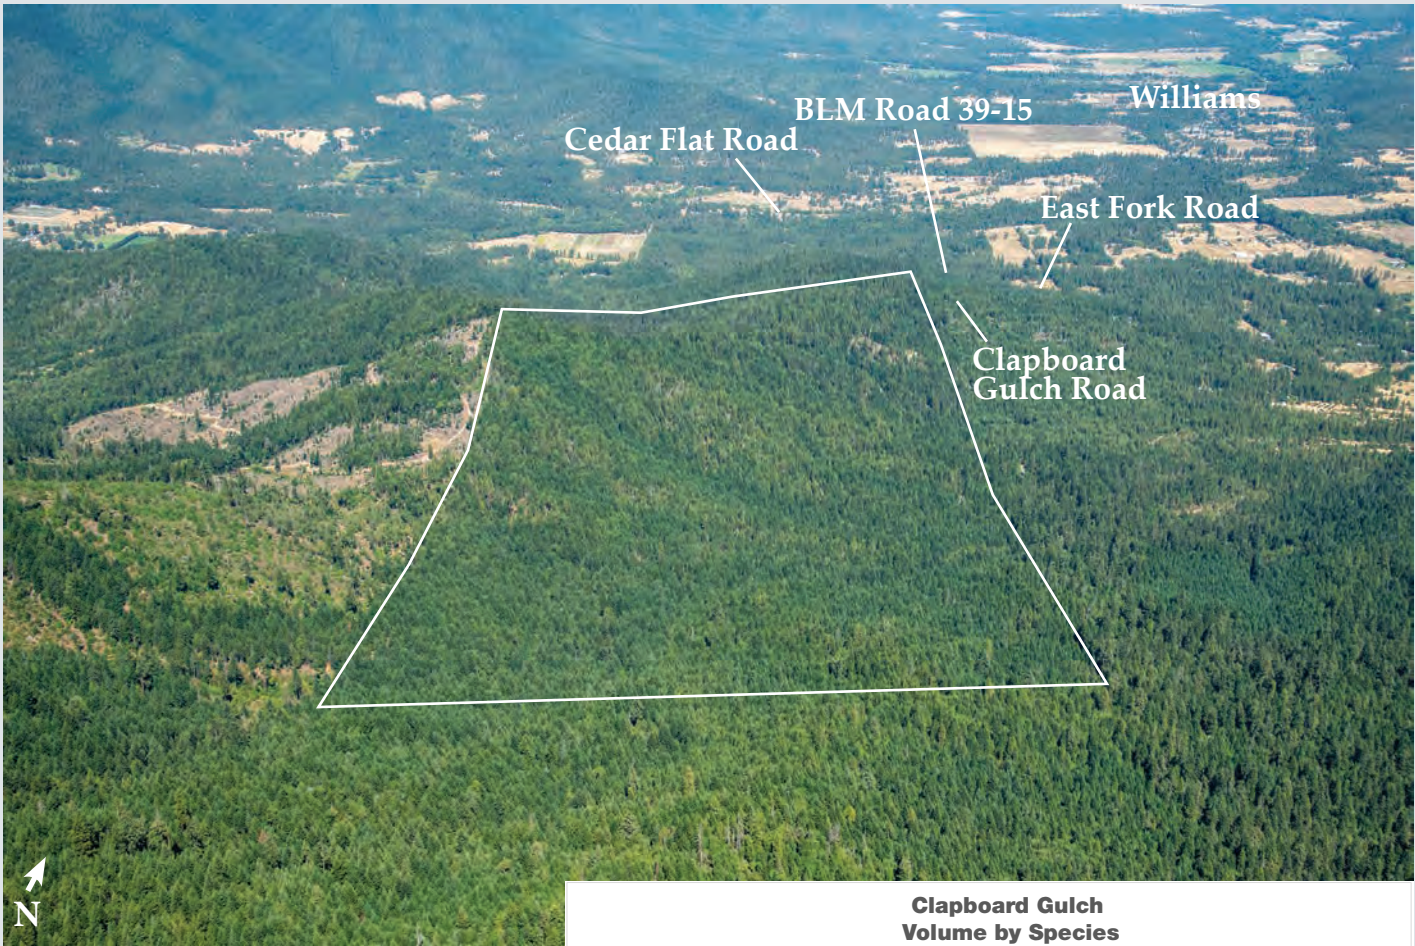 Williams
BLM Road 39-15
Cedar Flat Road
East Fork Road
Clapboard
Gulch Road
N
Clapboard Gulch
Volume by Species